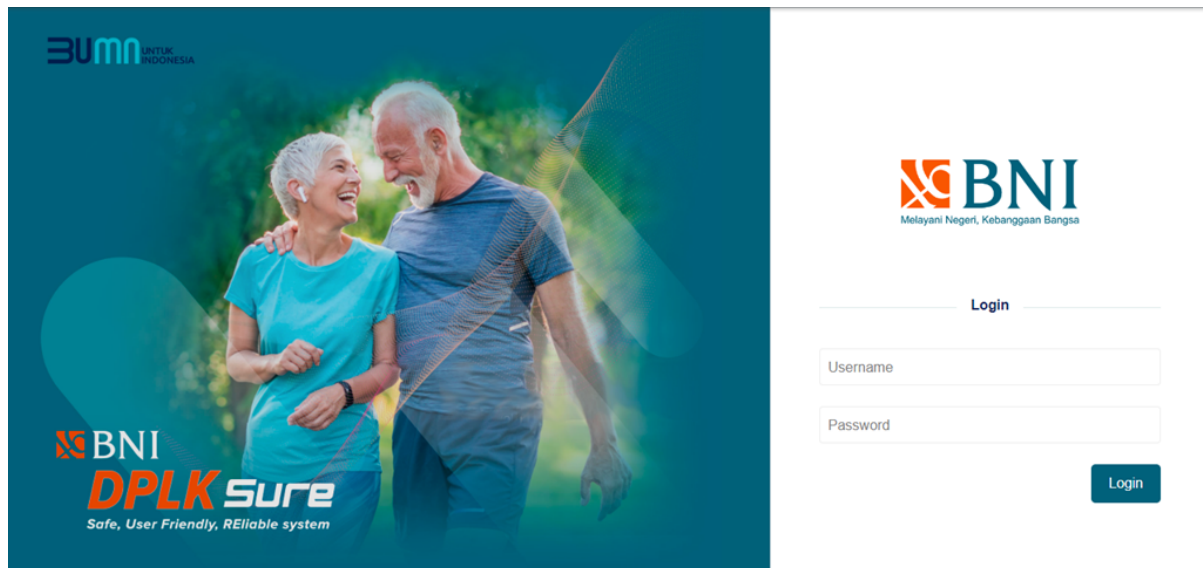 BUMN UNTUK
INDONESIA
BNI
DPLK Sure
Safe, User Friendly, REliable system
BNI
Melayani Negeri, Kebanggaan Bangsa
Login
Username
Password
Login